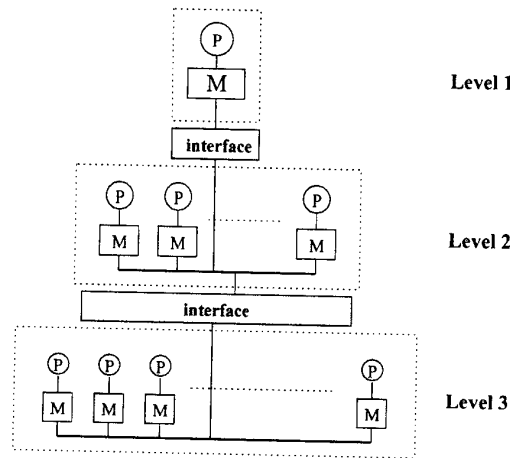 P
M
Level 1
interface
P P P
M M M
Level 2
interface
P P P P
M M M M
Level 3